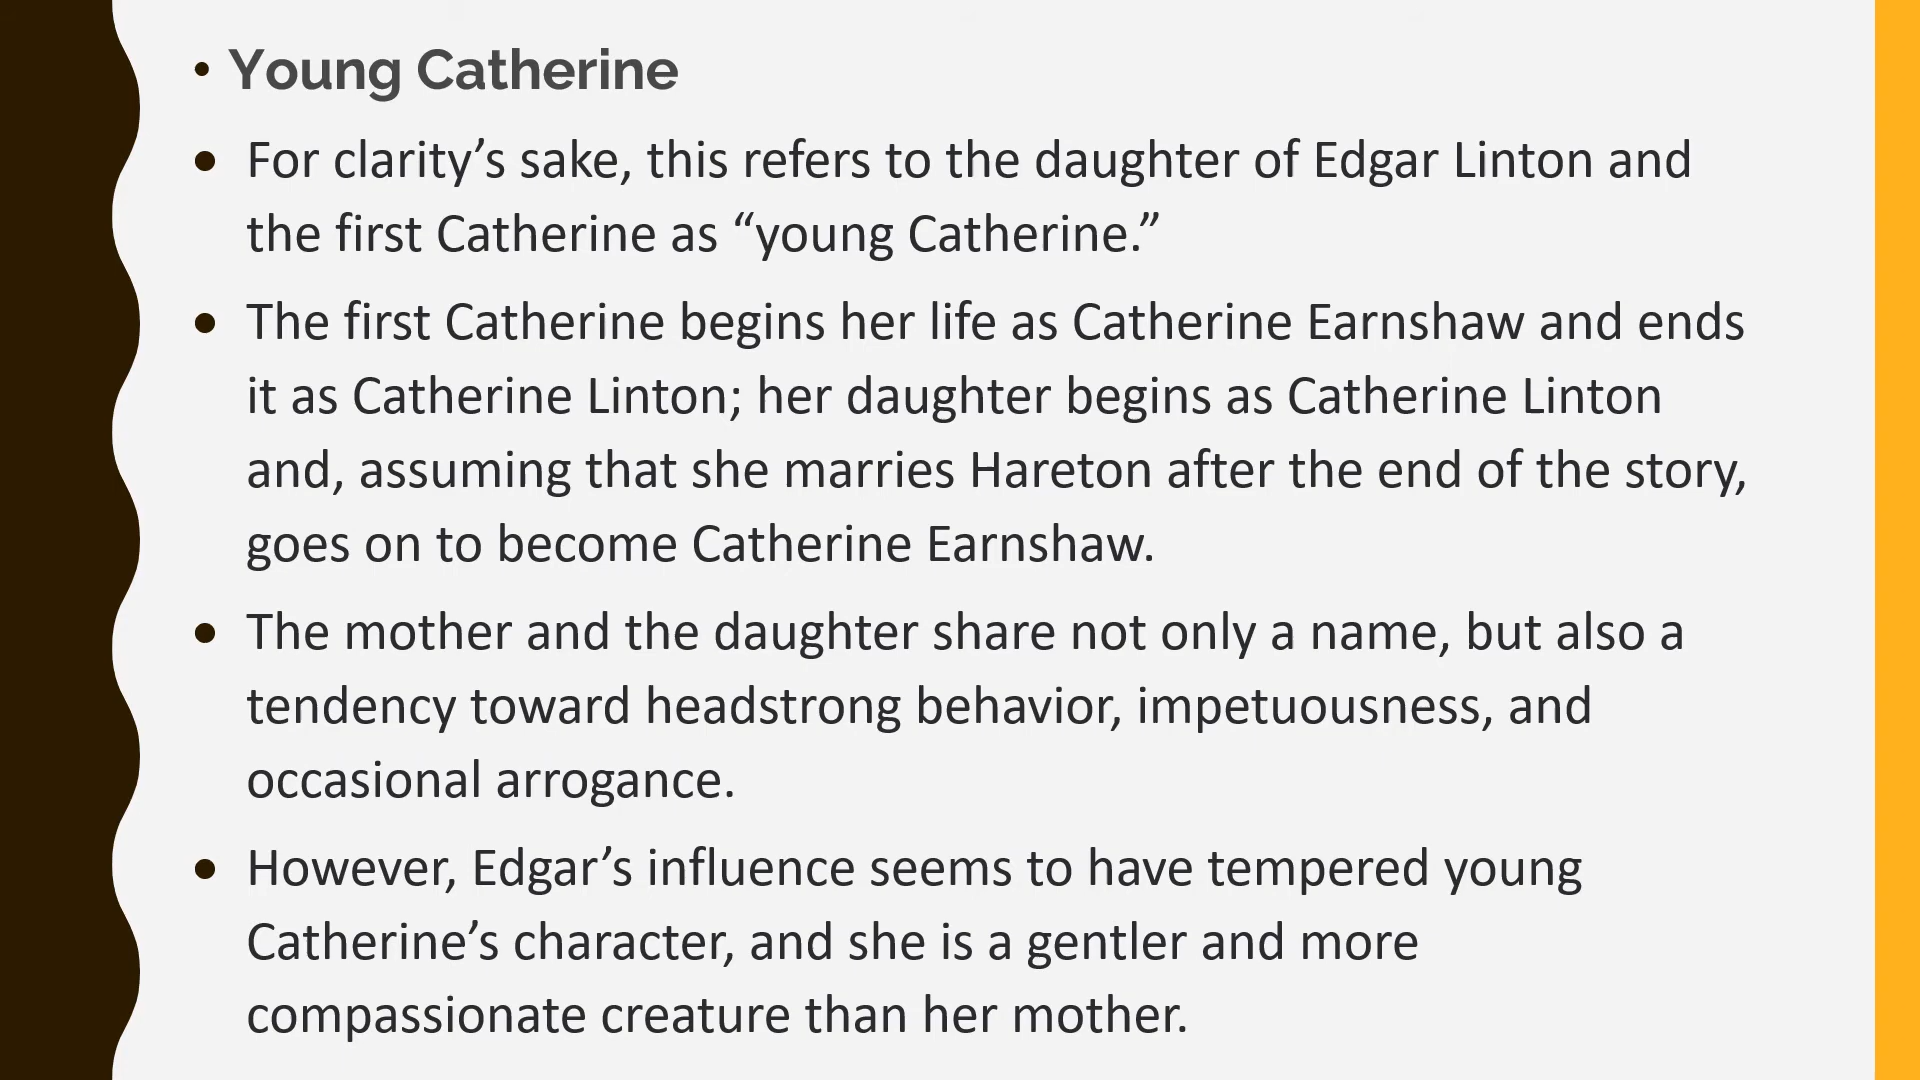 • Young Catherine
• For clarity’s sake, this refers to the daughter of Edgar Linton and
the first Catherine as “young Catherine.”
• The first Catherine begins her life as Catherine Earnshaw and ends
it as Catherine Linton; her daughter begins as Catherine Linton
and, assuming that she marries Hareton after the end of the story,
goes on to become Catherine Earnshaw.
• The mother and the daughter share not only a name, but also a
tendency toward headstrong behavior, impetuousness, and
occasional arrogance.
• However, Edgar’s influence seems to have tempered young
Catherine’s character, and she is a gentler and more
compassionate creature than her mother.